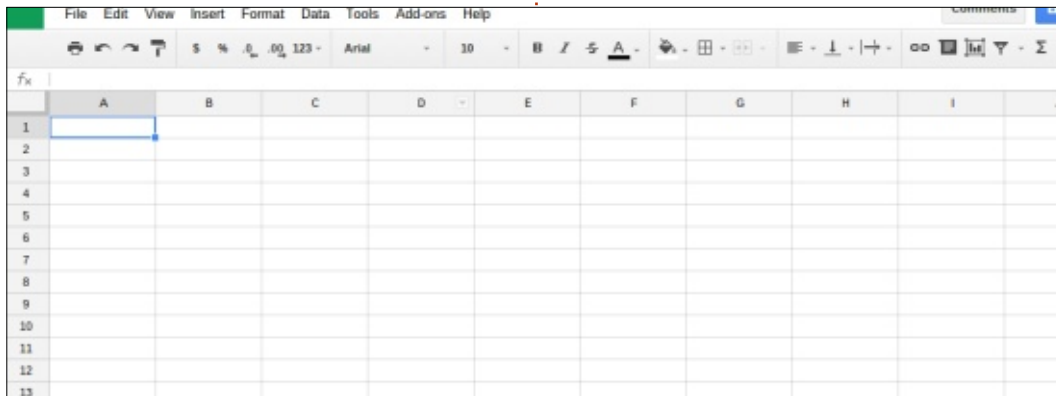 File Edit View Insert Format Data Tools Add-ons Help
Comments
$ % .0 .00 123 Arial 10 B I S A Σ
fx
A B C D E F G H I
1
2
3
4
5
6
7
8
9
10
11
12
13